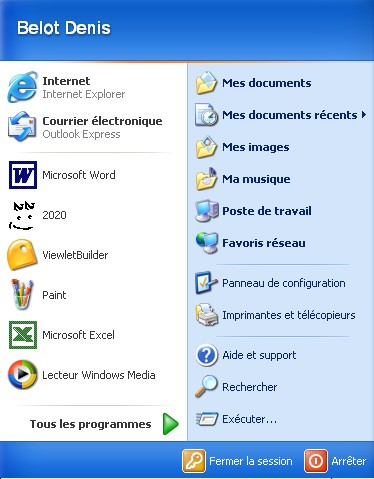 Belot Denis
Internet
Internet Explorer
Courrier électronique
Outlook Express
Microsoft Word
2020
ViewletBuilder
Paint
Microsoft Excel
Lecteur Windows Media
Tous les programmes
Mes documents
Mes documents récents
Mes images
Ma musique
Poste de travail
Favoris réseau
Panneau de configuration
Imprimantes et télécopieurs
Aide et support
Rechercher
Exécuter...
Fermer la session
Arrêter